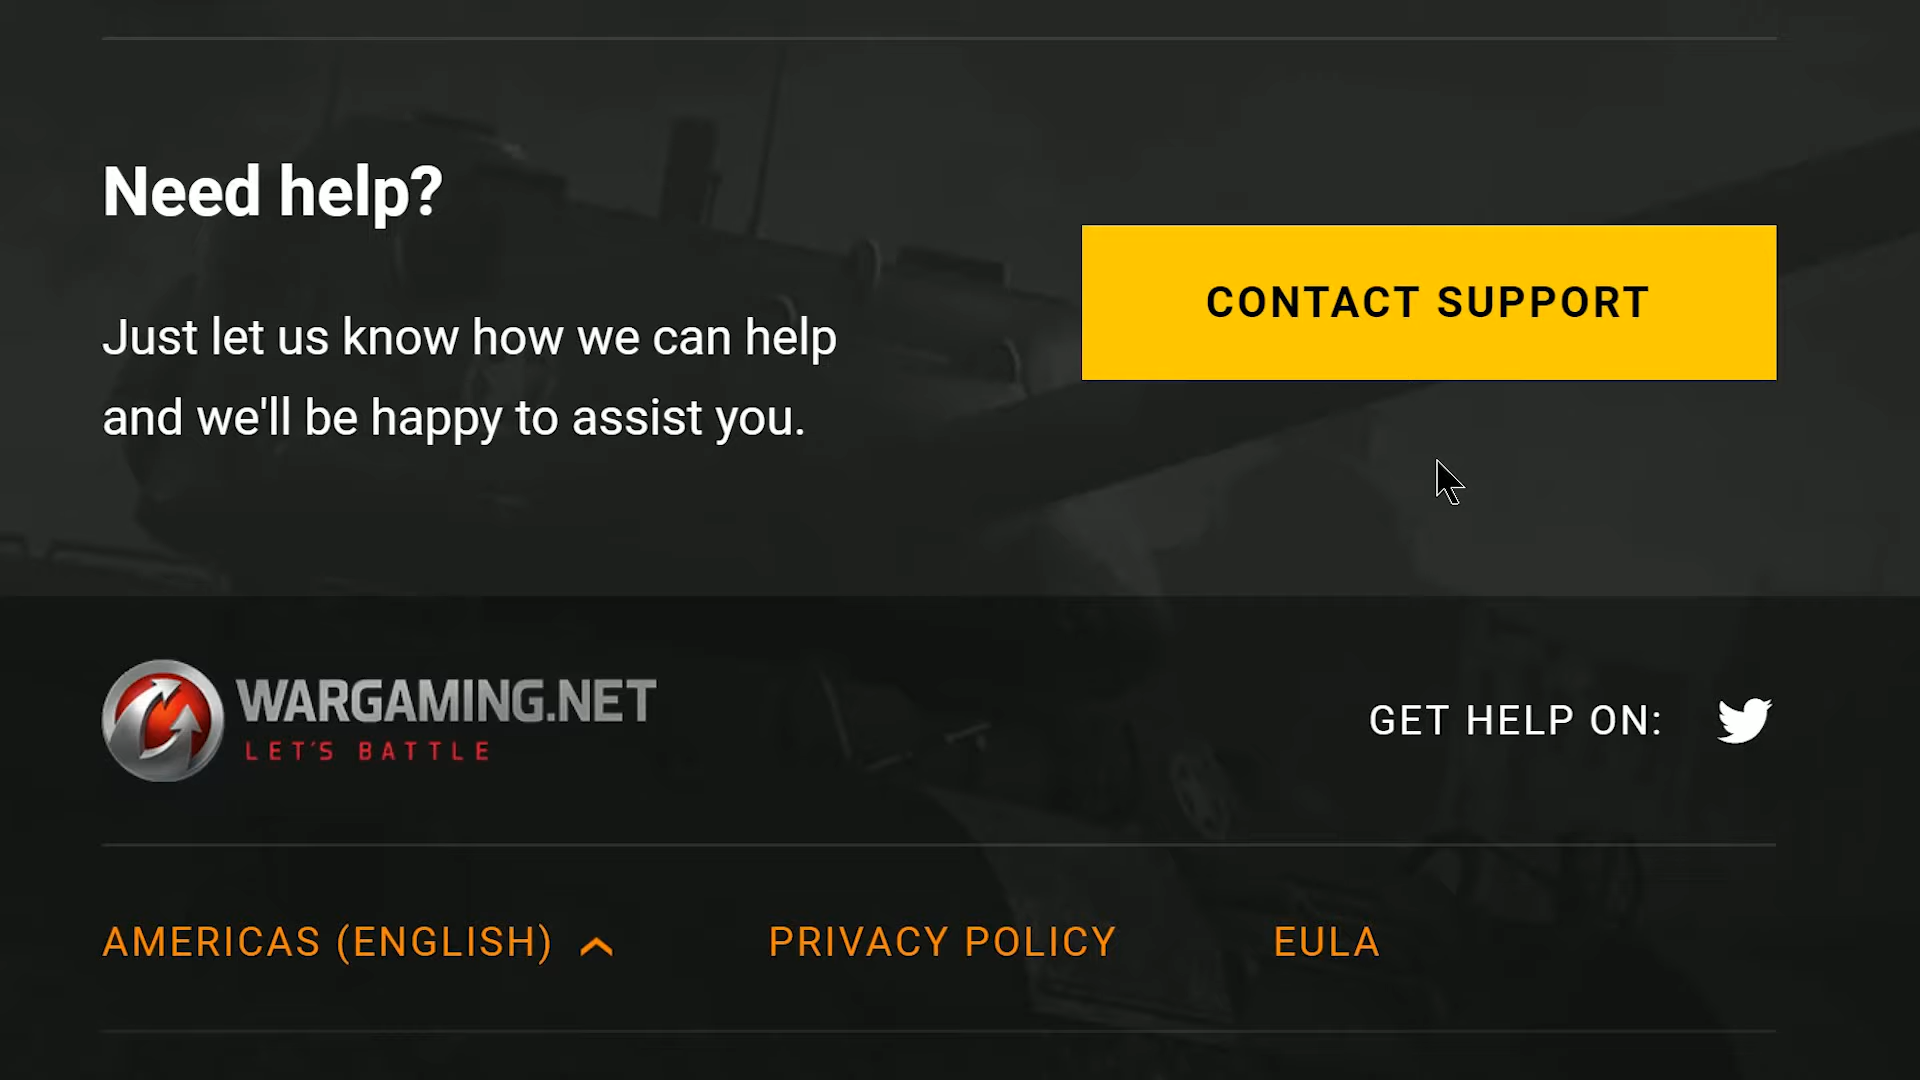 Need help?
Just let us know how we can help
and we'll be happy to assist you.
CONTACT SUPPORT
WARGAMING.NET
LET'S BATTLE
GET HELP ON:
AMERICAS (ENGLISH)
PRIVACY POLICY
EULA